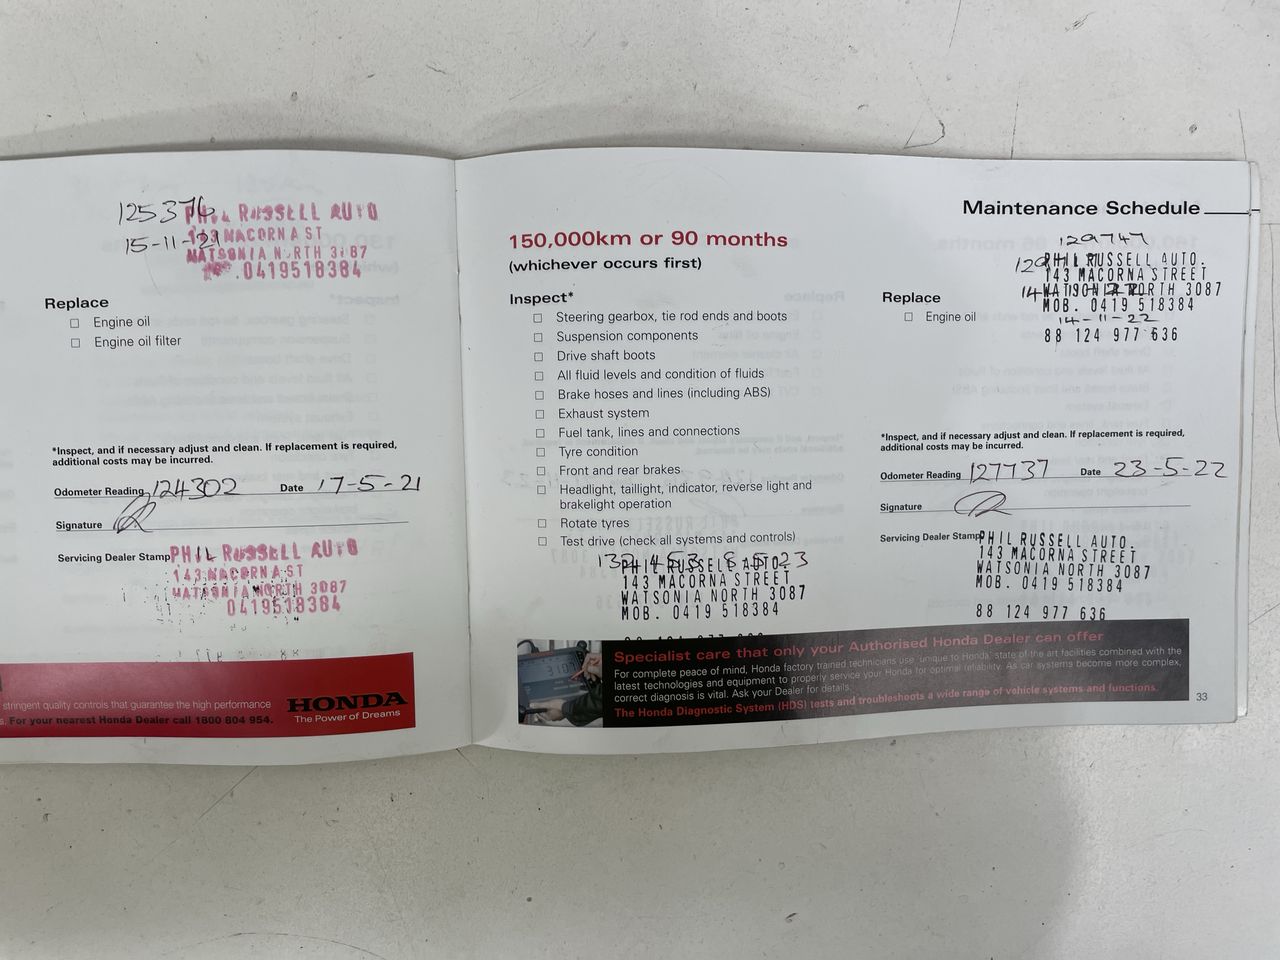 125376
PHIL RUSSELL AUTO
15-11-21
143 MACORNA ST
WATSONIA NORTH 3087
0419518384
Replace
Engine oil
Engine oil filter
*Inspect, and if necessary adjust and clean. If replacement is required,
additional costs may be incurred.
Odometer Reading 124302 Date 17-5-21
Signature
Servicing Dealer Stamp PHIL RUSSELL AUTO
143 MACORNA ST
WATSONIA NORTH 3087
0419518384
stringent quality controls that guarantee the high performance
For your nearest Honda Dealer call 1800 804 954.
HONDA
The Power of Dreams
Maintenance Schedule
150,000km or 90 months
(whichever occurs first)
Inspect*
Steering gearbox, tie rod ends and boots
Suspension components
Drive shaft boots
All fluid levels and condition of fluids
Brake hoses and lines (including ABS)
Exhaust system
Fuel tank, lines and connections
Tyre condition
Front and rear brakes
Headlight, taillight, indicator, reverse light and
brakelight operation
Rotate tyres
Test drive (check all systems and controls)
132453 8-5-23
PHIL RUSSELL AUTO.
143 MACORNA STREET
WATSONIA NORTH 3087
MOB. 0419 518384
129747
PHIL RUSSELL AUTO.
143 MACORNA STREET
WATSONIA NORTH 3087
MOB. 0419 518384
14-11-22
88 124 977 636
Replace
Engine oil
*Inspect, and if necessary adjust and clean. If replacement is required,
additional costs may be incurred.
Odometer Reading 127737 Date 23-5-22
Signature
Servicing Dealer Stamp PHIL RUSSELL AUTO.
143 MACORNA STREET
WATSONIA NORTH 3087
MOB. 0419 518384
88 124 977 636
Specialist care that only your Authorised Honda Dealer can offer
For complete peace of mind, Honda factory trained technicians use 'unique to Honda' state of the art facilities combined with the
latest technologies and equipment to properly service your Honda for optimal reliability. As car systems become more complex,
correct diagnosis is vital. Ask your Dealer for details.
The Honda Diagnostic System (HDS) tests and troubleshoots a wide range of vehicle systems and functions.
33